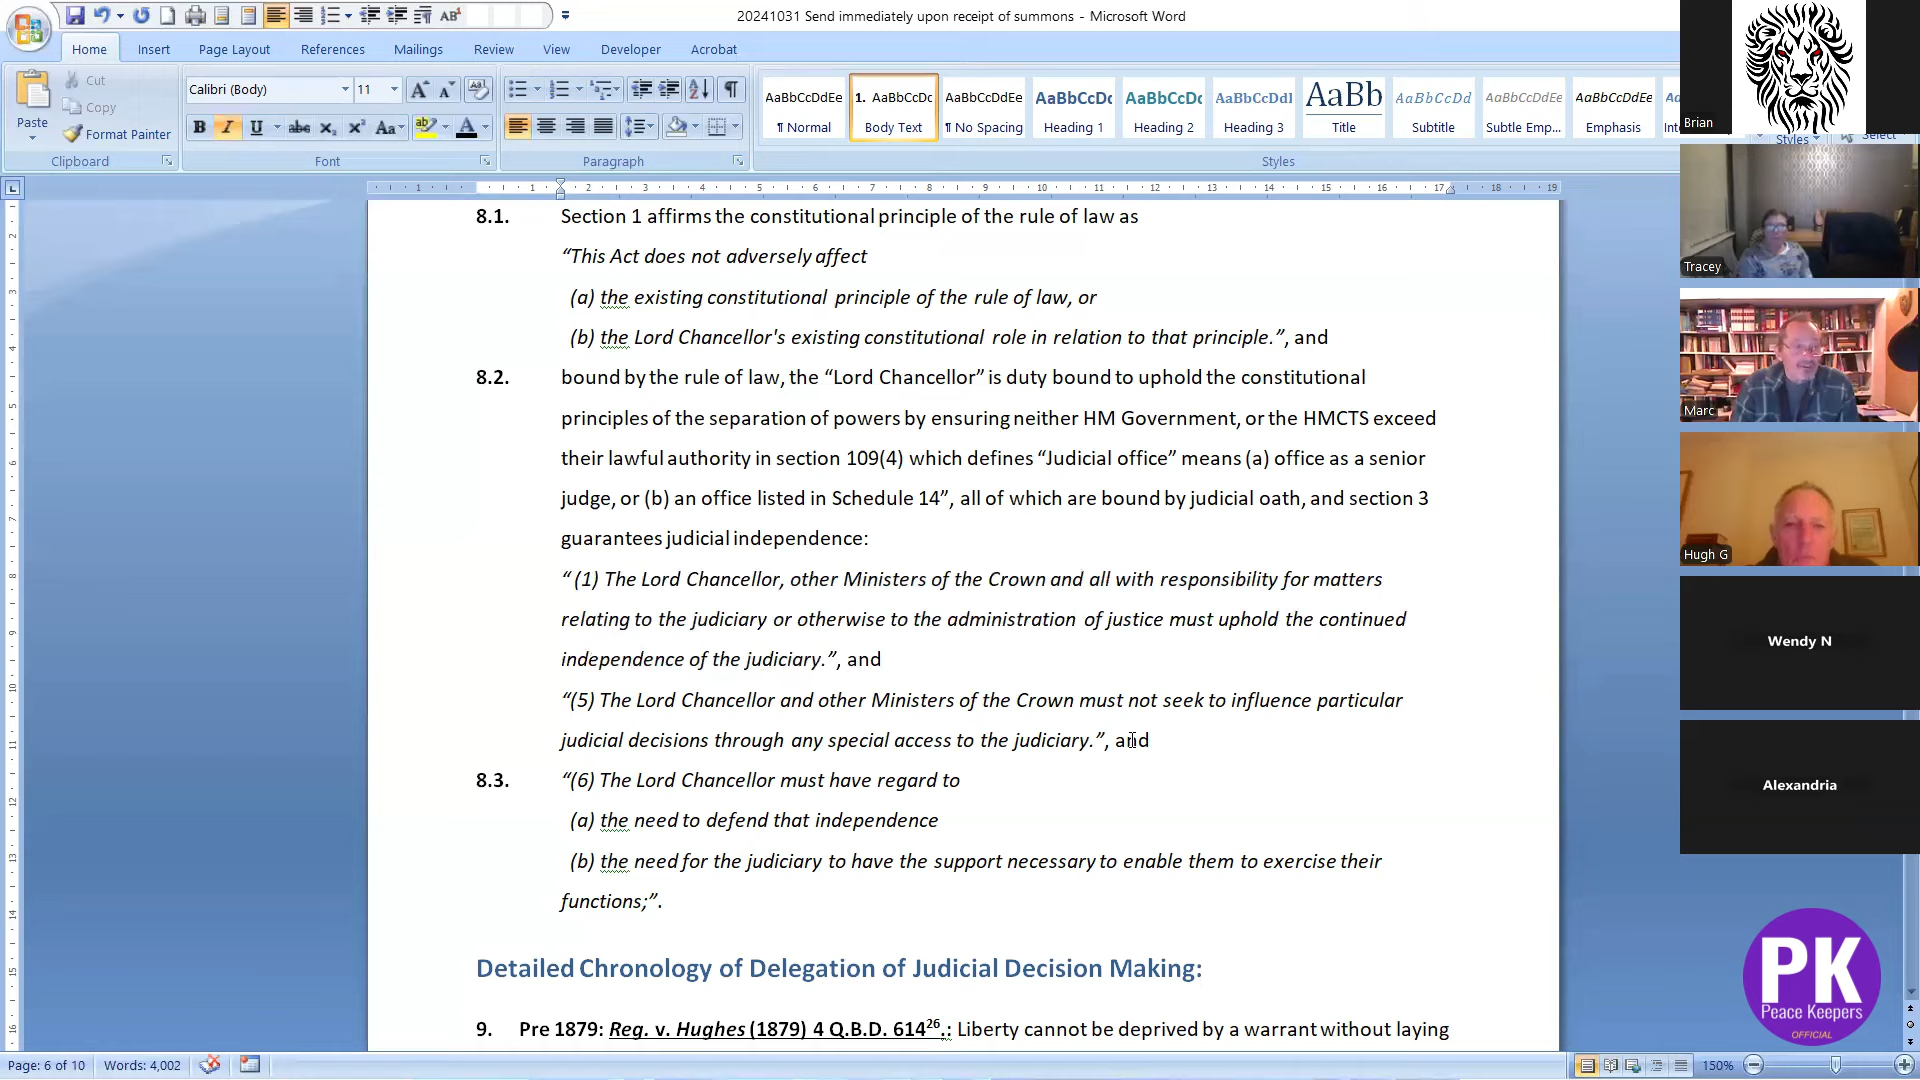 20241031 Send immediately upon receipt of summons - Microsoft Word
Home Insert Page Layout References Mailings Review View Developer Acrobat
Paste
Cut
Copy
Format Painter
Clipboard
Calibri (Body) 11
Font
Paragraph
AaBbCcDdEe
¶ Normal
1. AaBbCcDc
Body Text
AaBbCcDdEe
¶ No Spacing
AaBbCcDc
Heading 1
AaBbCcDc
Heading 2
AaBbCcDdI
Heading 3
AaBb
Title
AaBbCcDd
Subtitle
AaBbCcDdEe
Subtle Emp...
AaBbCcDdEe
Emphasis
Styles
Styles
Select
8.1. Section 1 affirms the constitutional principle of the rule of law as
“This Act does not adversely affect
(a) the existing constitutional principle of the rule of law, or
(b) the Lord Chancellor's existing constitutional role in relation to that principle.”, and
8.2. bound by the rule of law, the “Lord Chancellor” is duty bound to uphold the constitutional
principles of the separation of powers by ensuring neither HM Government, or the HMCTS exceed
their lawful authority in section 109(4) which defines “Judicial office” means (a) office as a senior
judge, or (b) an office listed in Schedule 14”, all of which are bound by judicial oath, and section 3
guarantees judicial independence:
“ (1) The Lord Chancellor, other Ministers of the Crown and all with responsibility for matters
relating to the judiciary or otherwise to the administration of justice must uphold the continued
independence of the judiciary.”, and
“(5) The Lord Chancellor and other Ministers of the Crown must not seek to influence particular
judicial decisions through any special access to the judiciary.”, and
8.3. “(6) The Lord Chancellor must have regard to
(a) the need to defend that independence
(b) the need for the judiciary to have the support necessary to enable them to exercise their
functions;”.
Detailed Chronology of Delegation of Judicial Decision Making:
9. Pre 1879: Reg. v. Hughes (1879) 4 Q.B.D. 61426.: Liberty cannot be deprived by a warrant without laying
Page: 6 of 10 Words: 4,002
150%
Brian
Tracey
Marc
Hugh G
Wendy N
Alexandria
PK
Peace Keepers
OFFICIAL